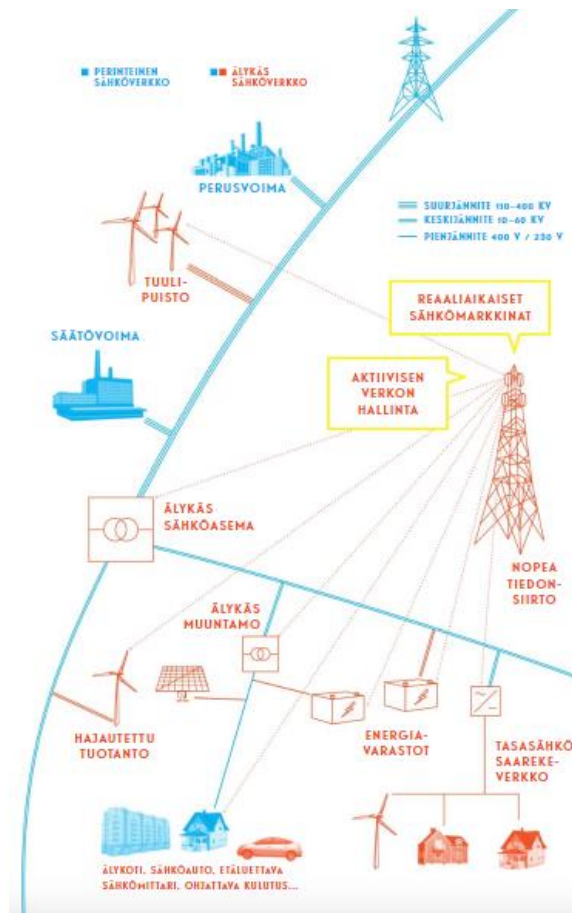 PERINTEINEN
SÄHKÖVERKKO
ÄLYKÄS
SÄHKÖVERKKO
PERUSVOIMA
SUURJÄNNITE 110–400 KV
KESKIJÄNNITE 10–60 KV
PIENJÄNNITE 400 V / 230 V
TUULI-
PUISTO
REAALIAIKAISET
SÄHKÖMARKKINAT
SÄÄTÖVOIMA
AKTIIVISEN
VERKON
HALLINTA
ÄLYKÄS
SÄHKÖASEMA
NOPEA
TIEDON-
SIIRTO
ÄLYKÄS
MUUNTAMO
HAJAUTETTU
TUOTANTO
ENERGIA-
VARASTOT
TASASÄHKÖ
SAAREKE-
VERKKO
ÄLYKOTI, SÄHKÖAUTO, ETÄLUETTAVA
SÄHKÖMITTARI, OHJATTAVA KULUTUS...